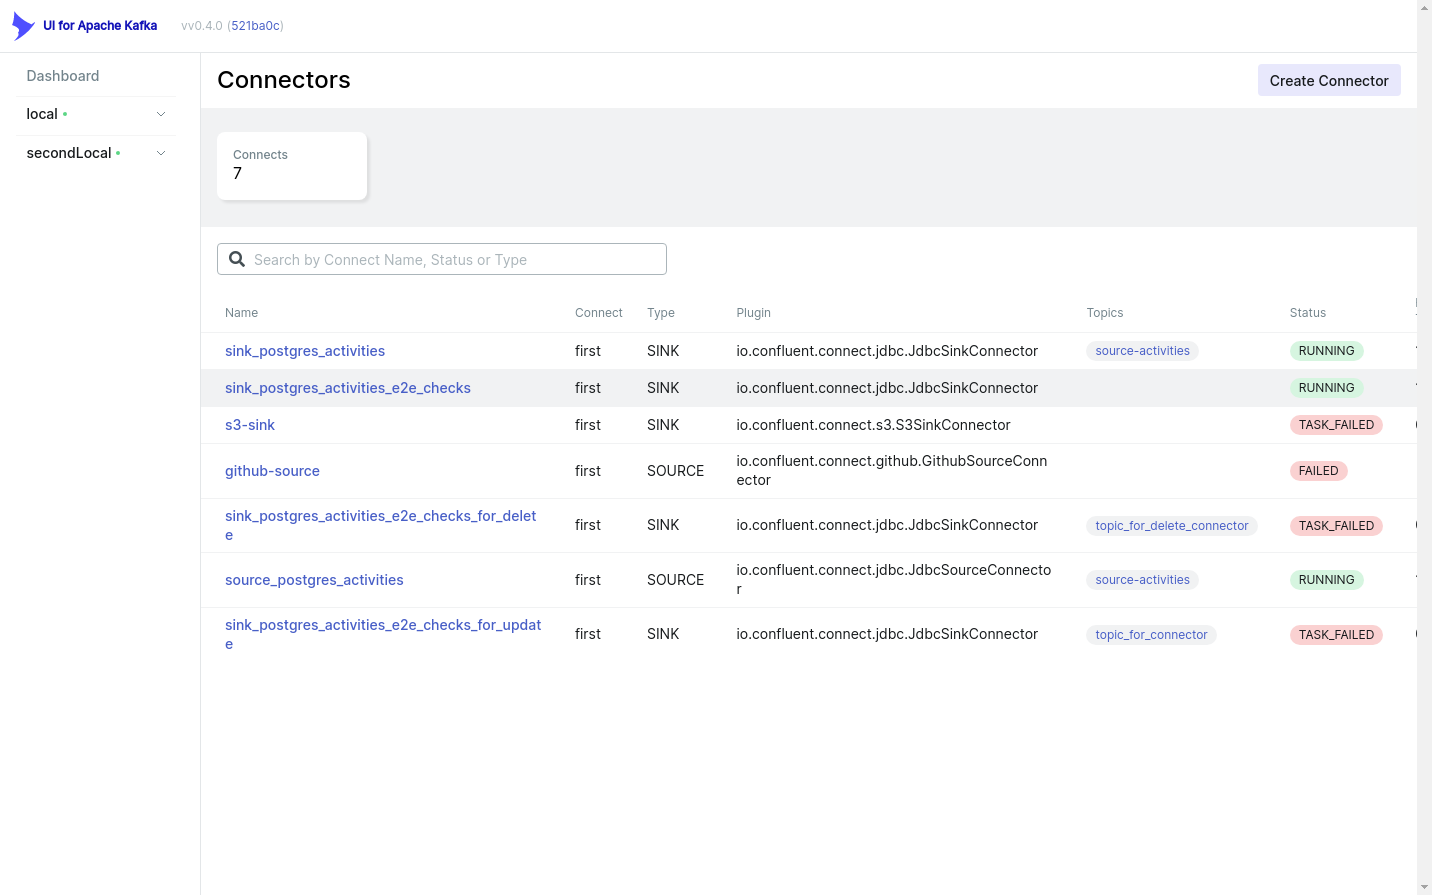 UI for Apache Kafka vv0.4.0 (521ba0c)
Dashboard
local
secondLocal
Connectors
Create Connector
Connects
7
Search by Connect Name, Status or Type
Name Connect Type Plugin Topics Status
sink_postgres_activities first SINK io.confluent.connect.jdbc.JdbcSinkConnector source-activities RUNNING
sink_postgres_activities_e2e_checks first SINK io.confluent.connect.jdbc.JdbcSinkConnector RUNNING
s3-sink first SINK io.confluent.connect.s3.S3SinkConnector TASK_FAILED
github-source first SOURCE io.confluent.connect.github.GithubSourceConn
ector FAILED
sink_postgres_activities_e2e_checks_for_delet
e first SINK io.confluent.connect.jdbc.JdbcSinkConnector topic_for_delete_connector TASK_FAILED
source_postgres_activities first SOURCE io.confluent.connect.jdbc.JdbcSourceConnecto
r source-activities RUNNING
sink_postgres_activities_e2e_checks_for_updat
e first SINK io.confluent.connect.jdbc.JdbcSinkConnector topic_for_connector TASK_FAILED